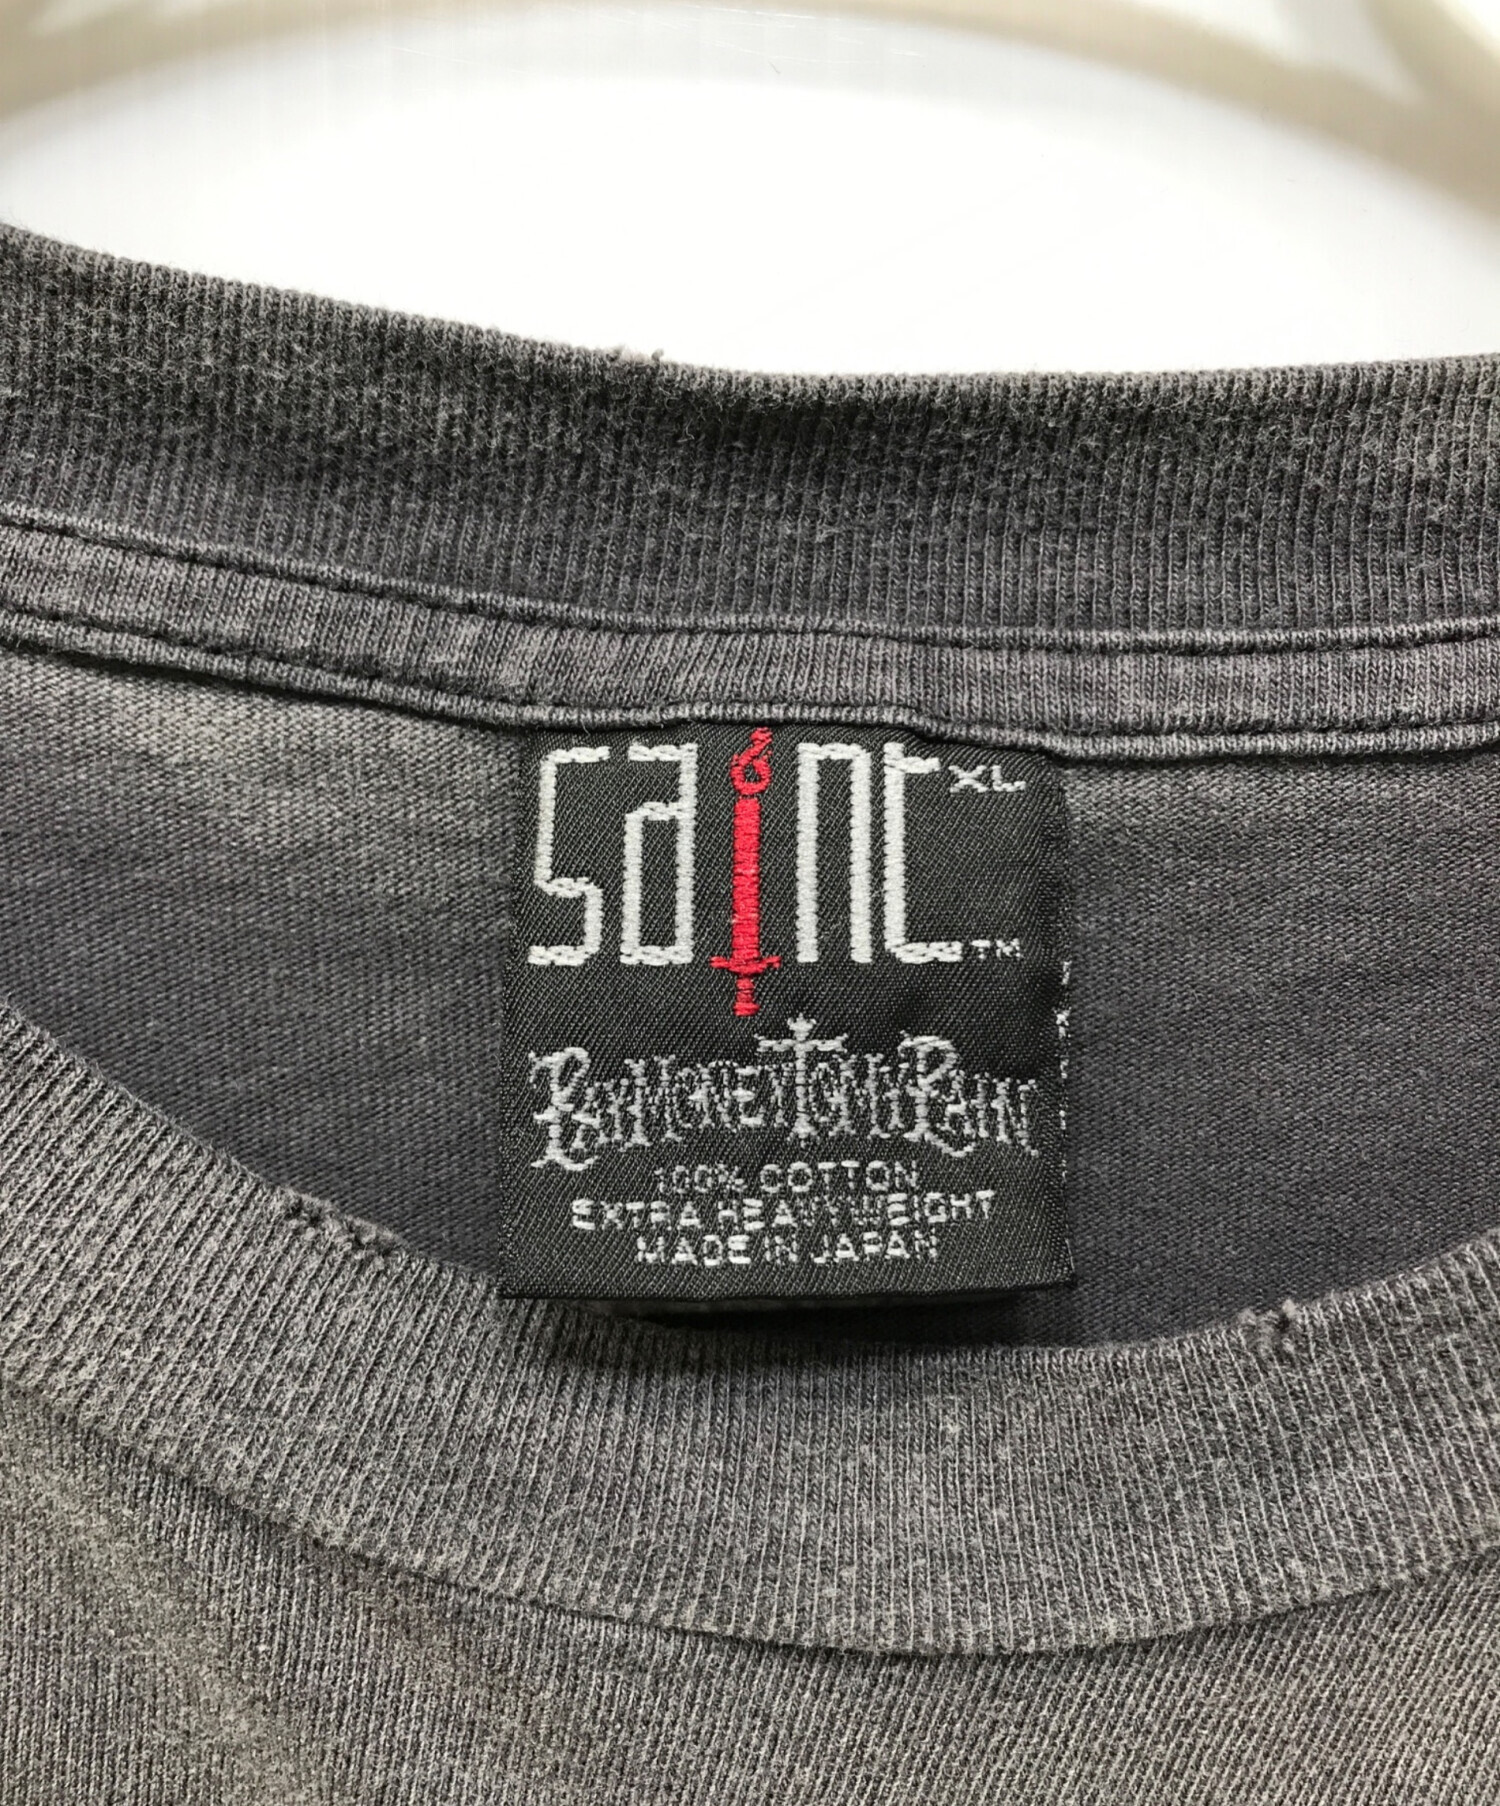 saint XL
TM
PAY MONEY TO MY PAIN
100% COTTON
EXTRA HEAVYWEIGHT
MADE IN JAPAN